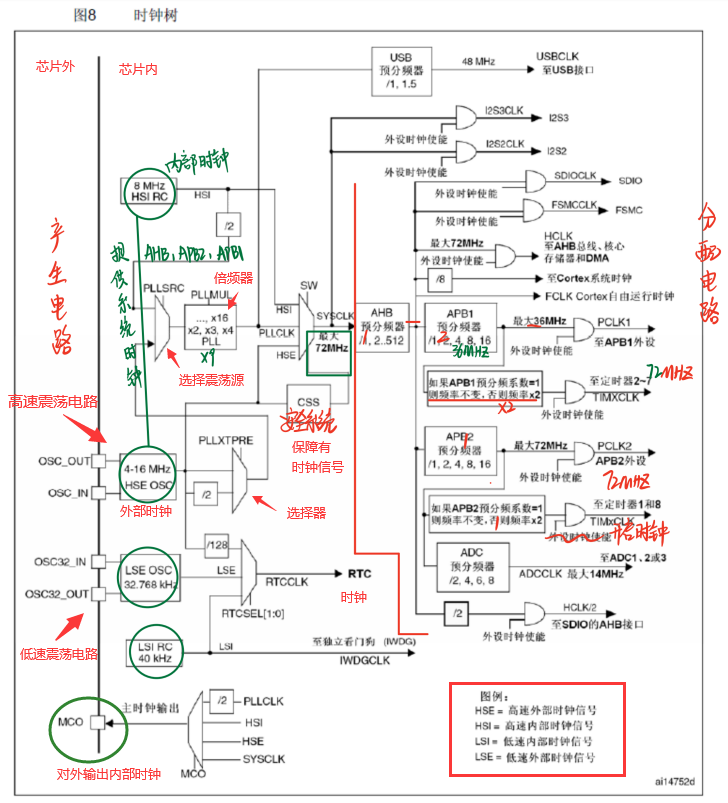 图8 时钟树
芯片外
芯片内
USB
预分频器
/1, 1.5
48 MHz
USBCLK
至USB接口
I2S3CLK
I2S3
外设时钟使能
I2S2CLK
I2S2
外设时钟使能
内部时钟
8 MHz
HSI RC
HSI
/2
SDIOCLK
SDIO
外设时钟使能
FSMCCLK
FSMC
外设时钟使能
产生电路
分配电路
提供系统时钟
AHB, APB2, APB1
HCLK
最大72MHz
至AHB总线、核心
存储器和DMA
外设时钟使能
/8
至Cortex系统时钟
FCLK Cortex自由运行时钟
倍频器
PLLSRC
PLLMUL
..., x16
x2, x3, x4
PLL
x9
选择震荡源
SW
HSI
PLLCLK
HSE
SYSCLK
最大
72MHz
AHB
预分频器
/1, 2..512
1
APB1
预分频器
/1, 2, 4, 8, 16
2
36MHz
最大36MHz
PCLK1
至APB1外设
外设时钟使能
如果APB1预分频系数=1
则频率不变,否则频率x2
x2
至定时器2~7
72MHz
TIMXCLK
外设时钟使能
CSS
安全系统
保障有
时钟信号
高速震荡电路
OSC_OUT
OSC_IN
4-16 MHz
HSE OSC
外部时钟
PLLXTPRE
/2
选择器
APB2
预分频器
/1, 2, 4, 8, 16
1
最大72MHz
PCLK2
APB2外设
72MHz
外设时钟使能
如果APB2预分频系数=1
则频率不变,否则频率x2
1
至定时器1和8
TIMxCLK
外设时钟使能
开启时钟
/128
OSC32_IN
OSC32_OUT
LSE OSC
32.768 kHz
LSE
RTCCLK
RTC
时钟
RTCSEL[1:0]
ADC
预分频器
/2, 4, 6, 8
至ADC1、2或3
ADCCLK 最大14MHz
/2
HCLK/2
至SDIO的AHB接口
外设时钟使能
低速震荡电路
LSI RC
40 kHz
LSI
至独立看门狗 (IWDG)
IWDGCLK
MCO
主时钟输出
/2
PLLCLK
HSI
HSE
SYSCLK
MCO
对外输出内部时钟
图例:
HSE = 高速外部时钟信号
HSI = 高速内部时钟信号
LSI = 低速内部时钟信号
LSE = 低速外部时钟信号
ai14752d